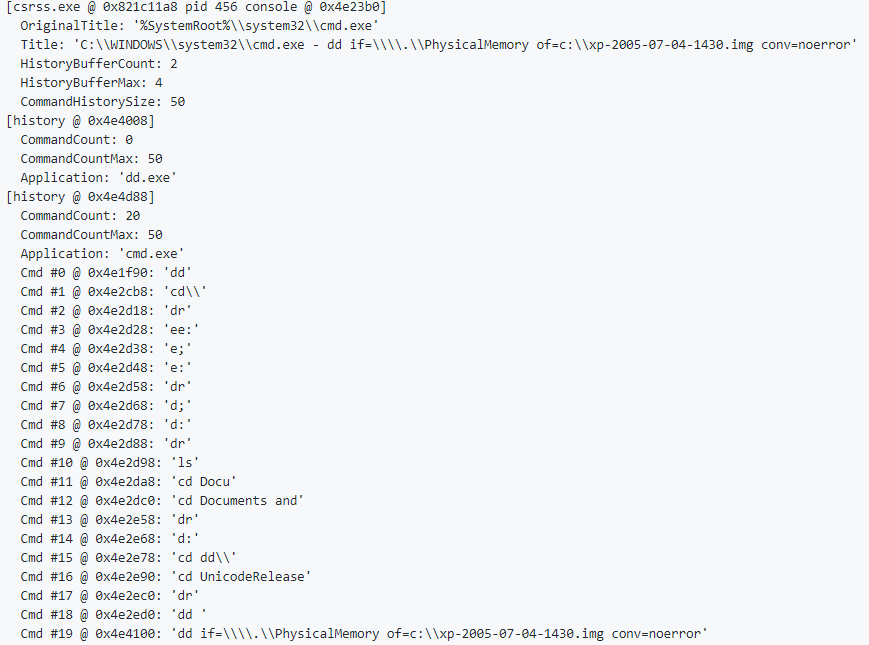 [csrss.exe @ 0x821c11a8 pid 456 console @ 0x4e23b0]
OriginalTitle: '%SystemRoot%\\system32\\cmd.exe'
Title: 'C:\\WINDOWS\\system32\\cmd.exe - dd if=\\\\.\\PhysicalMemory of=c:\\xp-2005-07-04-1430.img conv=noerror'
HistoryBufferCount: 2
HistoryBufferMax: 4
CommandHistorySize: 50
[history @ 0x4e4008]
CommandCount: 0
CommandCountMax: 50
Application: 'dd.exe'
[history @ 0x4e4d88]
CommandCount: 20
CommandCountMax: 50
Application: 'cmd.exe'
Cmd #0 @ 0x4e1f90: 'dd'
Cmd #1 @ 0x4e2cb8: 'cd\\'
Cmd #2 @ 0x4e2d18: 'dr'
Cmd #3 @ 0x4e2d28: 'ee:'
Cmd #4 @ 0x4e2d38: 'e;'
Cmd #5 @ 0x4e2d48: 'e:'
Cmd #6 @ 0x4e2d58: 'dr'
Cmd #7 @ 0x4e2d68: 'd;'
Cmd #8 @ 0x4e2d78: 'd:'
Cmd #9 @ 0x4e2d88: 'dr'
Cmd #10 @ 0x4e2d98: 'ls'
Cmd #11 @ 0x4e2da8: 'cd Docu'
Cmd #12 @ 0x4e2dc0: 'cd Documents and'
Cmd #13 @ 0x4e2e58: 'dr'
Cmd #14 @ 0x4e2e68: 'd:'
Cmd #15 @ 0x4e2e78: 'cd dd\\'
Cmd #16 @ 0x4e2e90: 'cd UnicodeRelease'
Cmd #17 @ 0x4e2ec0: 'dr'
Cmd #18 @ 0x4e2ed0: 'dd '
Cmd #19 @ 0x4e4100: 'dd if=\\\\.\\PhysicalMemory of=c:\\xp-2005-07-04-1430.img conv=noerror'